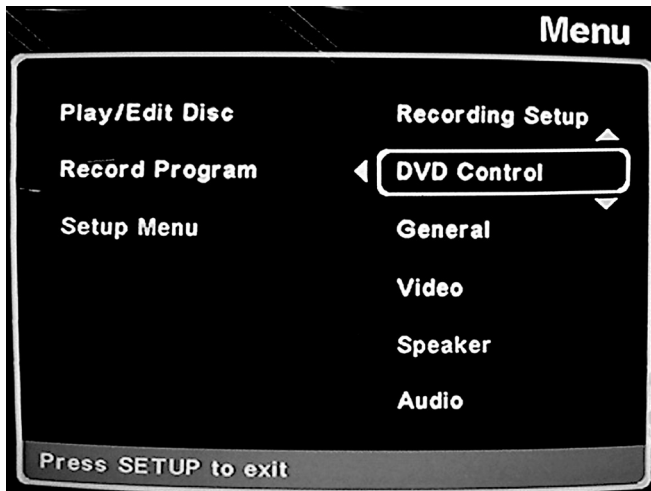 Menu
Play/Edit Disc
Record Program
Setup Menu
Recording Setup
DVD Control
General
Video
Speaker
Audio
Press SETUP to exit